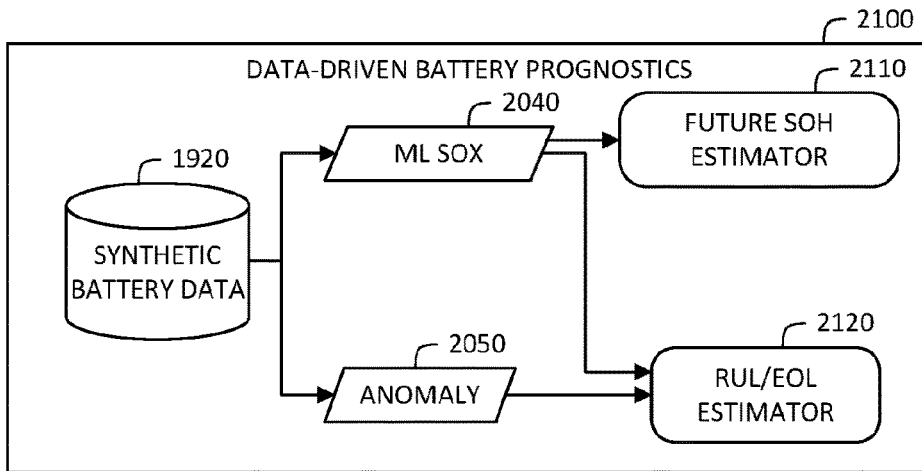 2100
DATA-DRIVEN BATTERY PROGNOSTICS
2040
2110
ML SOX
FUTURE SOH
ESTIMATOR
1920
SYNTHETIC
BATTERY DATA
2050
2120
ANOMALY
RUL/EOL
ESTIMATOR